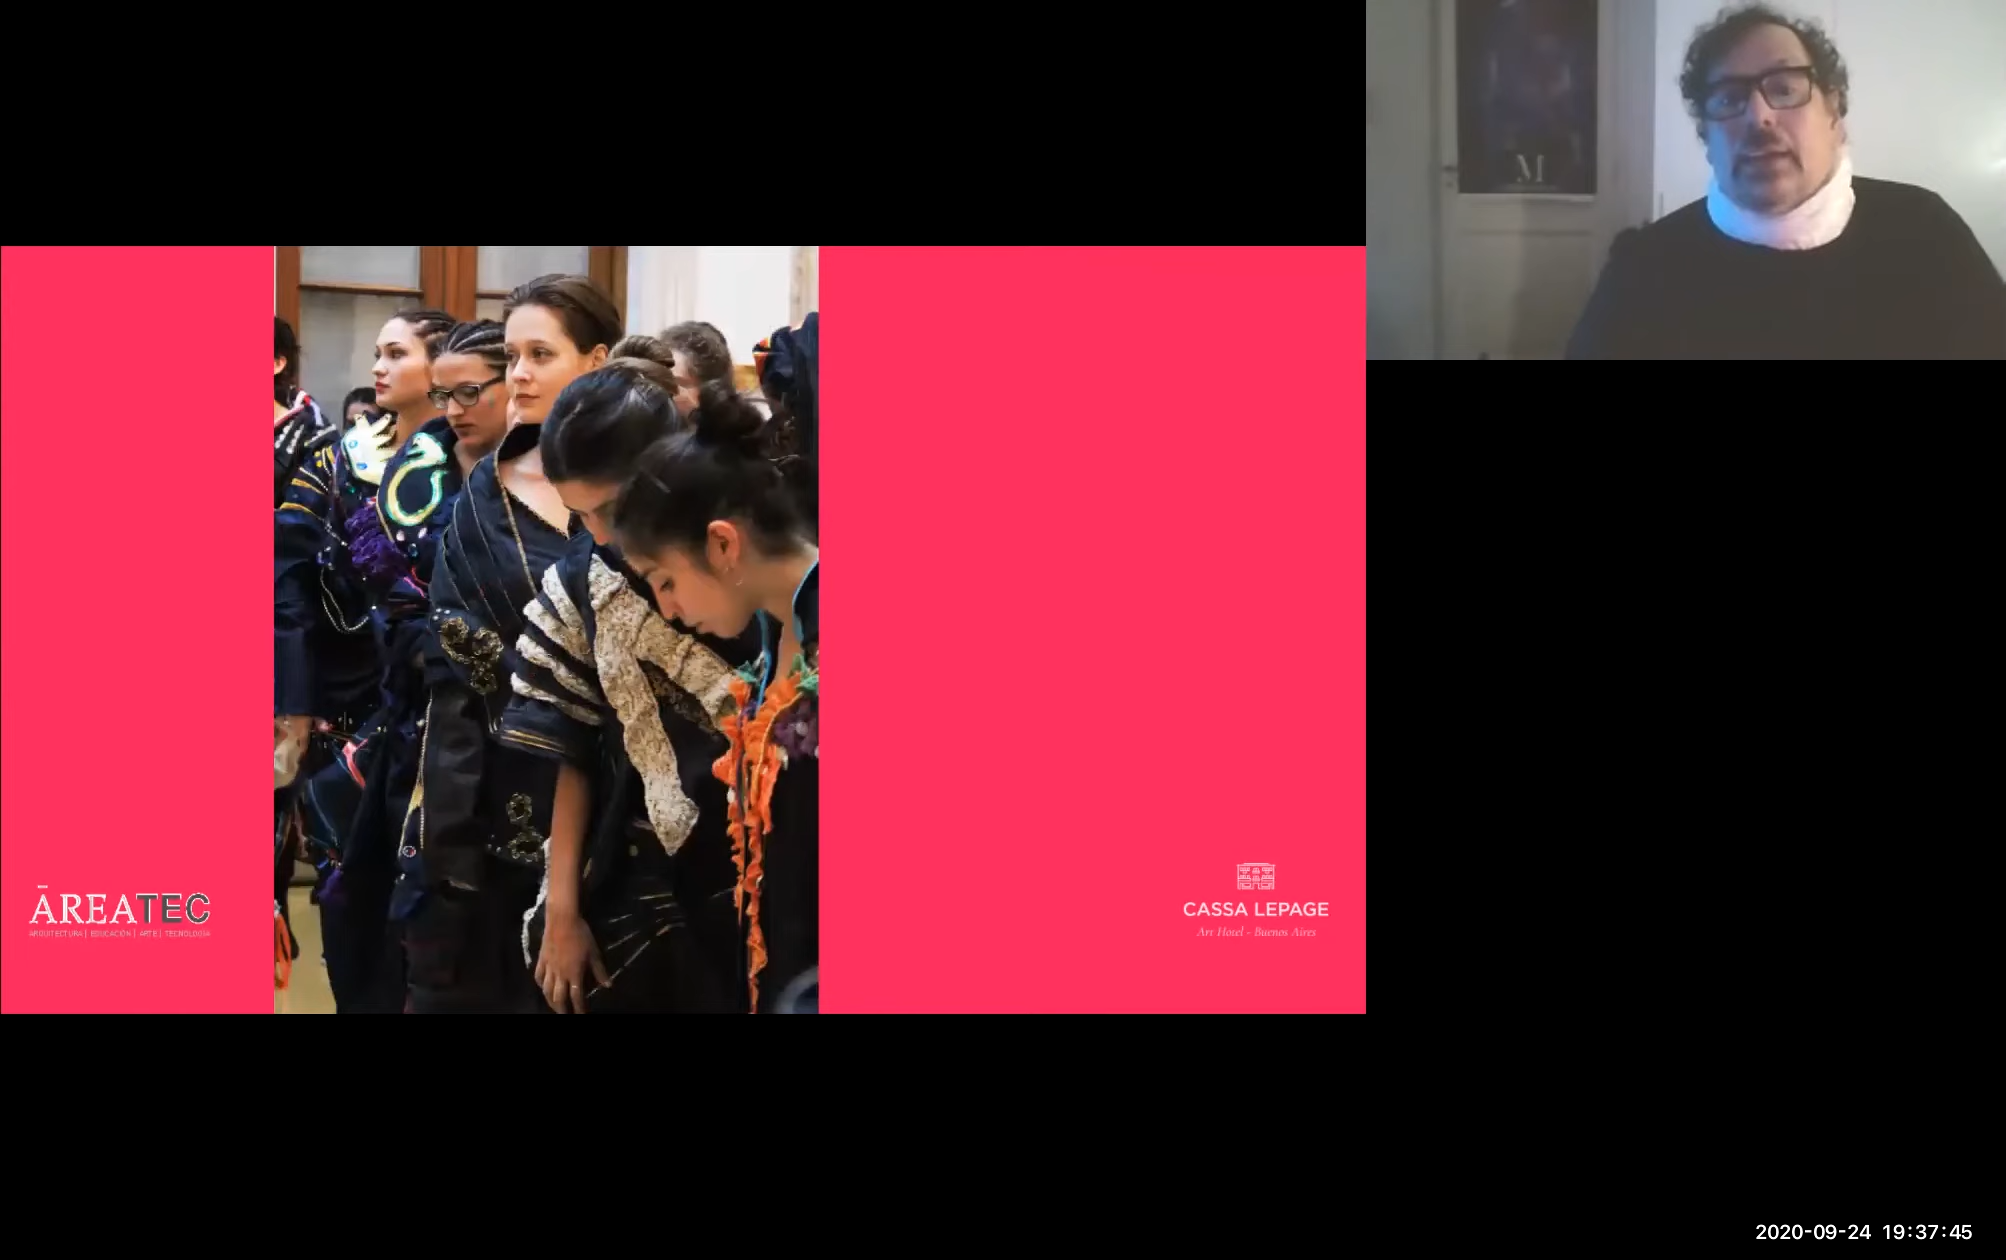 M
ĀREATEC
ARQUITECTURA | EDUCACIÓN | ARTE | TECNOLOGÍA
CASSA LEPAGE
Art Hotel - Buenos Aires
2020-09-24 19:37:45